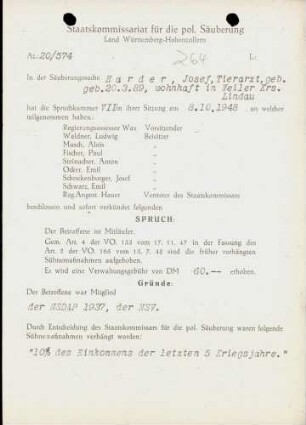 Staatskommissariat für die pol. Säuberung
Land Württemberg-Hohenzollern
Az.: 20/574
264
In der Säuberungssache Harder, Josef, Tierarzt, geb.
geb. 20.3.89, wohnhaft in Weiler Krs.
Lindau
hat die Spruchkammer VII in ihrer Sitzung am 8.10.1948 an welcher
teilgenommen haben:
Regierungsassessor Wax Vorsitzender
Waldner, Ludwig Beisitzer
Musch, Alois "
Fischer, Paul "
Steinacher, Anton "
Oderr, Emil "
Schreckenberger, Josef "
Schwarz, Emil "
Reg.Angest. Hauer Vertreter des Staatskommissars
beschlossen und sofort verkündet folgenden
SPRUCH:
Der Betroffene ist Mitläufer.
Gem. Art. 4 der VO. 133 vom 17. 11. 47 in der Fassung des
Art. 3 der VO. 165 vom 13. 7. 48 sind die früher verhängten
Sühnemaßnahmen aufgehoben.
Es wird eine Verwaltungsgebühr von DM 60.-- erhoben.
Gründe:
Der Betroffene war Mitglied
der NSDAP 1937, der NSV.
Durch Entscheidung des Staatskommissars für die pol. Säuberung waren folgende
Sühnemaßnahmen verhängt worden:
"10% des Einkommens der letzten 5 Kriegsjahre."